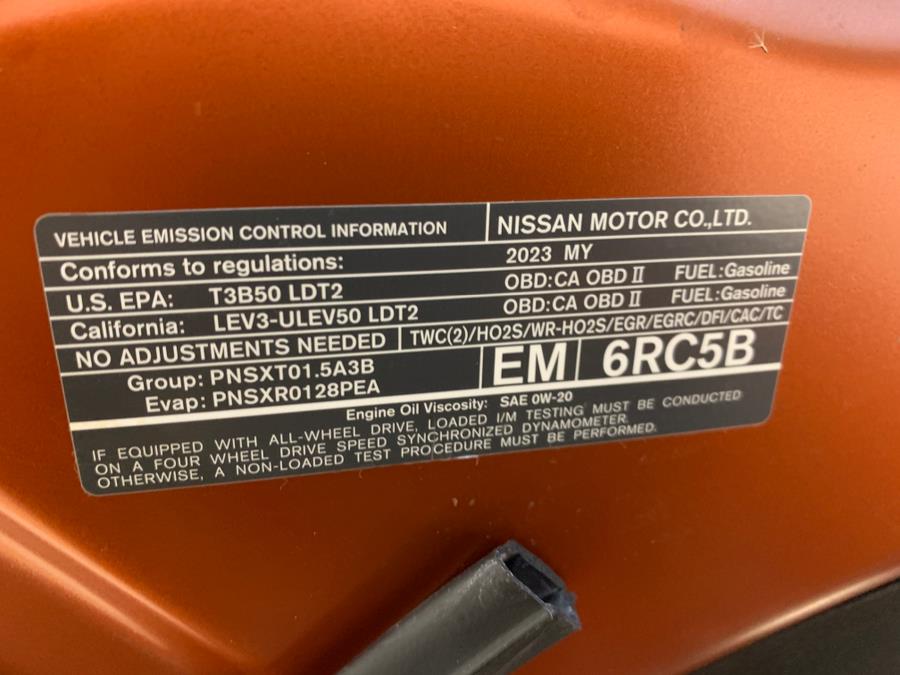 VEHICLE EMISSION CONTROL INFORMATION NISSAN MOTOR CO.,LTD.
Conforms to regulations: 2023 MY
U.S. EPA: T3B50 LDT2 OBD:CA OBD II FUEL:Gasoline
California: LEV3-ULEV50 LDT2 OBD:CA OBD II FUEL:Gasoline
NO ADJUSTMENTS NEEDED TWC(2)/HO2S/WR-HO2S/EGR/EGRC/DFI/CAC/TC
Group: PNSXT01.5A3B EM 6RC5B
Evap: PNSXR0128PEA
Engine Oil Viscosity: SAE 0W-20
IF EQUIPPED WITH ALL-WHEEL DRIVE, LOADED I/M TESTING MUST BE CONDUCTED
ON A FOUR WHEEL DRIVE SPEED SYNCHRONIZED DYNAMOMETER.
OTHERWISE, A NON-LOADED TEST PROCEDURE MUST BE PERFORMED.